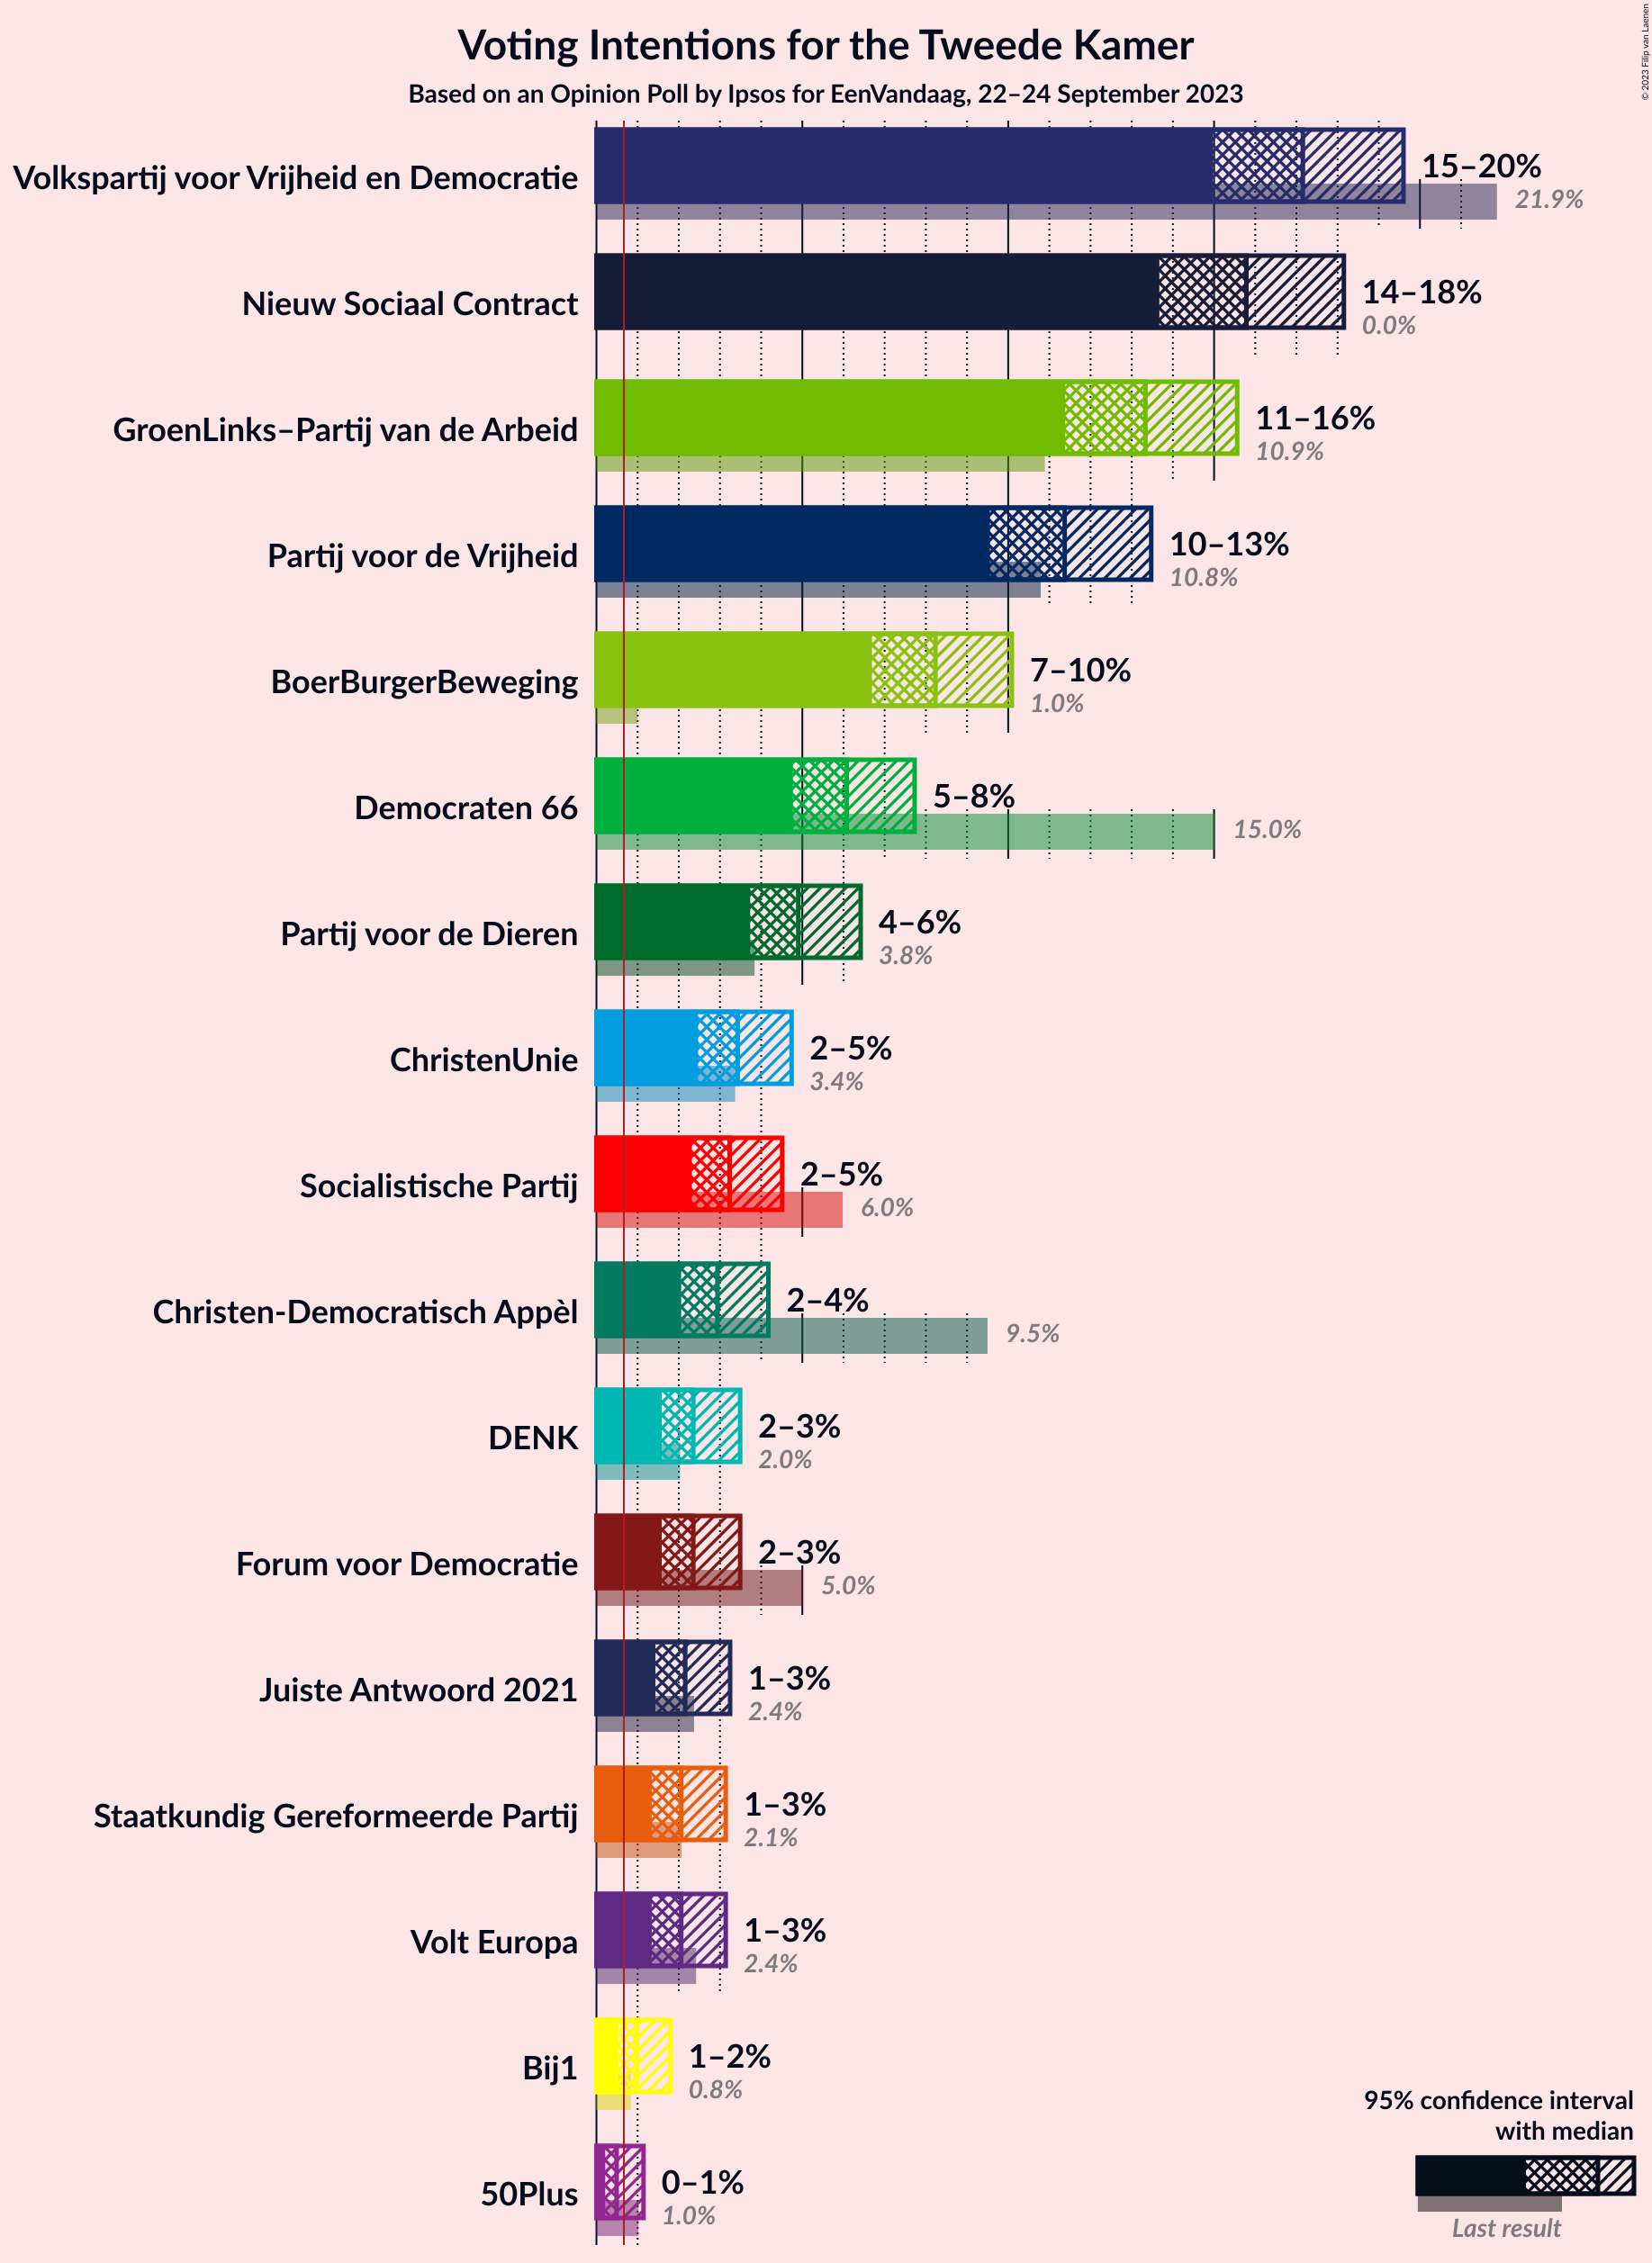 Voting Intentions for the Tweede Kamer
Based on an Opinion Poll by Ipsos for EenVandaag, 22–24 September 2023
© 2023 Filip van Laenen
Volkspartij voor Vrijheid en Democratie
15–20%
21.9%
Nieuw Sociaal Contract
14–18%
0.0%
GroenLinks–Partij van de Arbeid
11–16%
10.9%
Partij voor de Vrijheid
10–13%
10.8%
BoerBurgerBeweging
7–10%
1.0%
Democraten 66
5–8%
15.0%
Partij voor de Dieren
4–6%
3.8%
ChristenUnie
2–5%
3.4%
Socialistische Partij
2–5%
6.0%
Christen-Democratisch Appèl
2–4%
9.5%
DENK
2–3%
2.0%
Forum voor Democratie
2–3%
5.0%
Juiste Antwoord 2021
1–3%
2.4%
Staatkundig Gereformeerde Partij
1–3%
2.1%
Volt Europa
1–3%
2.4%
Bij1
1–2%
0.8%
50Plus
0–1%
1.0%
95% confidence interval
with median
Last result